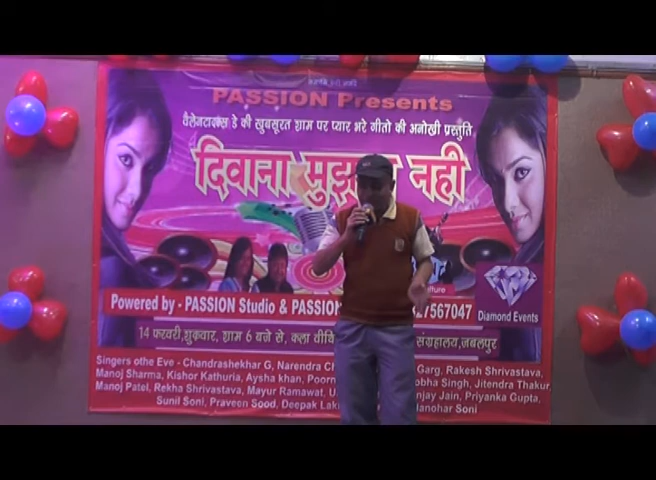 PASSION Presents
वैलेनटाइन्स डे की खुबसूरत शाम पर प्यार भरे गीतो की अनोखी प्रस्तुति
दिवाना मुझ नही
Powered by - PASSION Studio & PASSION 7567047
Diamond Events
14 फरवरी,शुक्रवार, शाम 6 बजे से, कला वीथि संग्रहालय,जबलपुर
Singers othe Eve - Chandrashekhar G, Narendra Garg, Rakesh Shrivastava,
Manoj Sharma, Kishor Kathuria, Aysha khan, Singh, Jitendra Thakur,
Manoj Patel, Rekha Shrivastava, Mayur Ramawat, Jain, Priyanka Gupta,
Sunil Soni, Praveen Sood, Deepak Soni